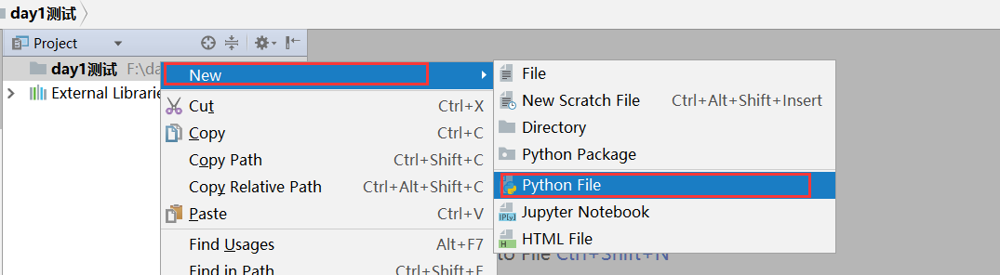 day1测试
Project
day1测试 F:\da
External Librarie
New
Cut Ctrl+X
Copy Ctrl+C
Copy Path Ctrl+Shift+C
Copy Relative Path Ctrl+Alt+Shift+C
Paste Ctrl+V
Find Usages Alt+F7
Find in Path Ctrl+Shift+F
File
New Scratch File Ctrl+Alt+Shift+Insert
Directory
Python Package
Python File
Jupyter Notebook
HTML File
to File Ctrl+Shift+N